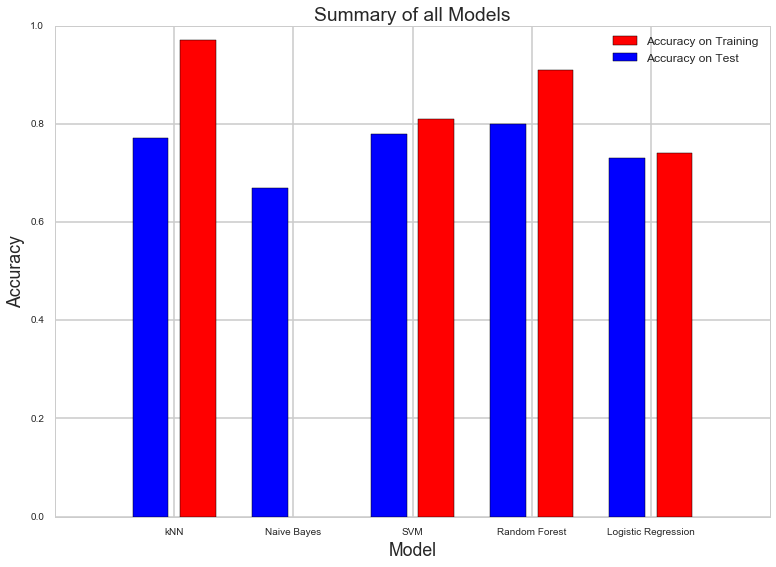 Summary of all Models
Accuracy on Training
Accuracy on Test
Accuracy
1.0
0.8
0.6
0.4
0.2
0.0
kNN
Naive Bayes
SVM
Random Forest
Logistic Regression
Model